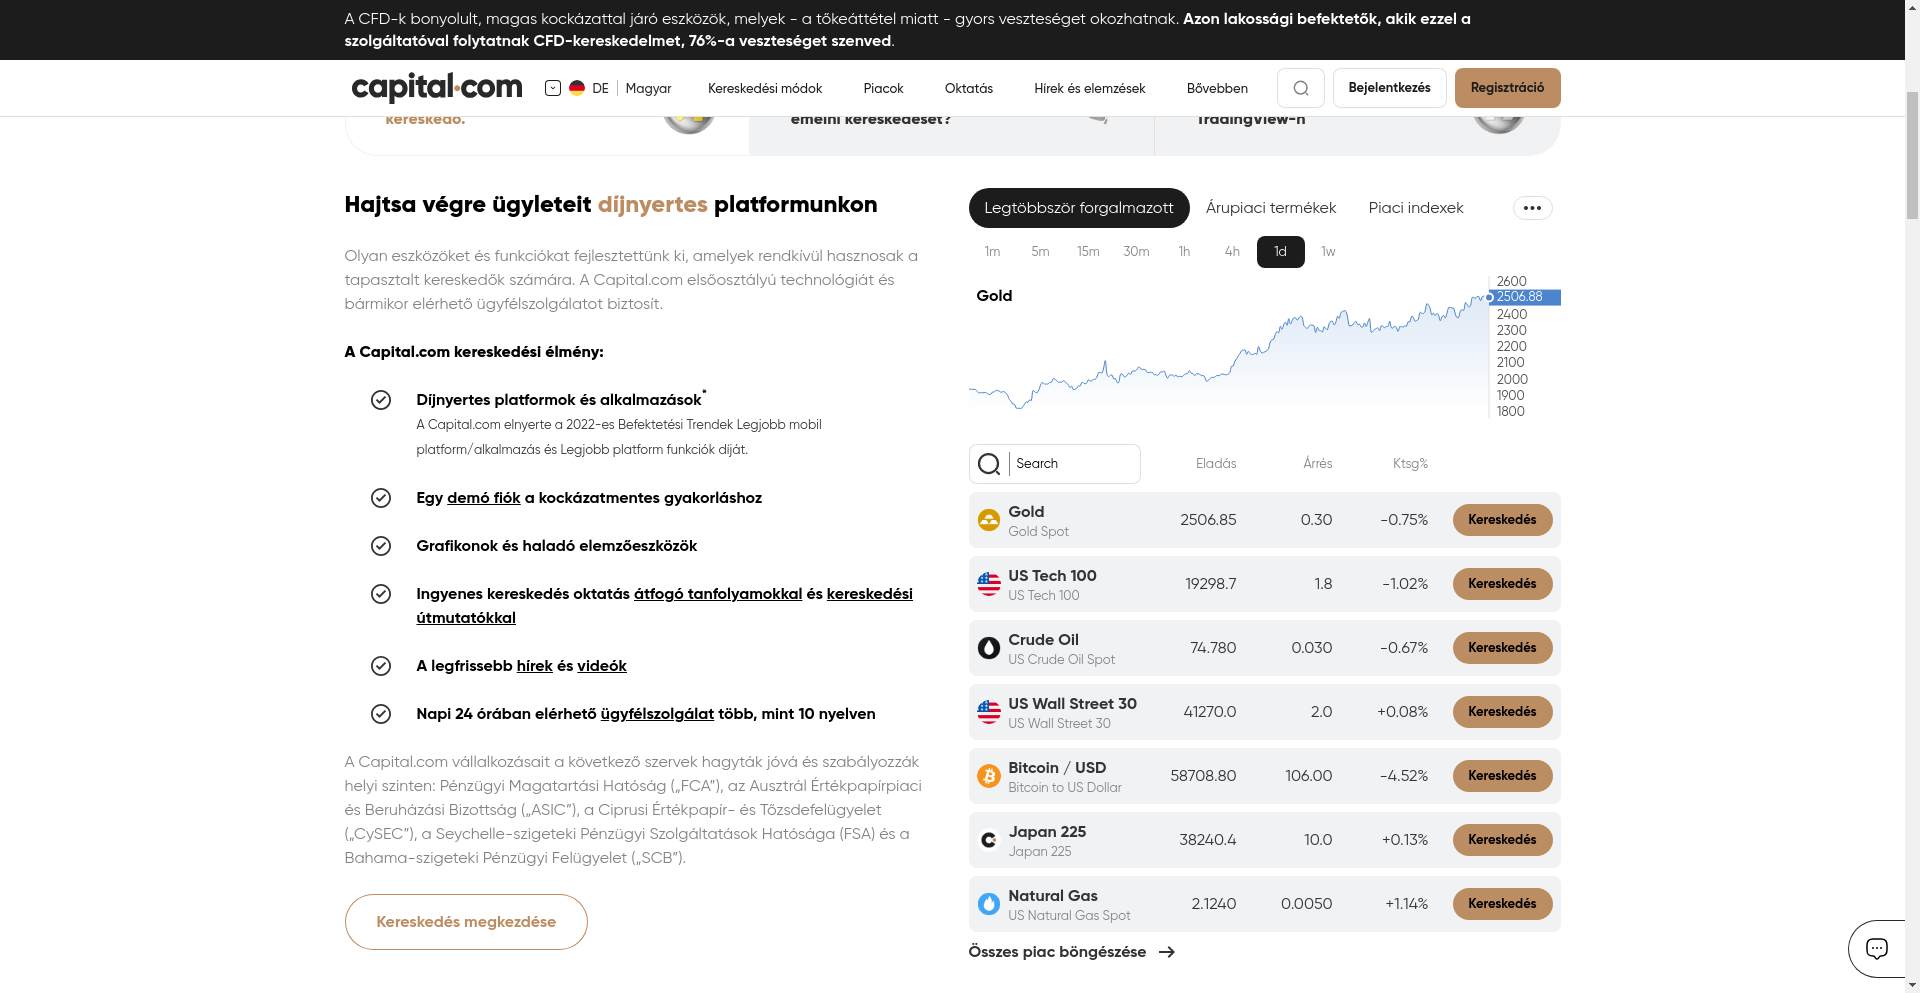 A CFD-k bonyolult, magas kockázattal járó eszközök, melyek - a tőkeáttétel miatt - gyors veszteséget okozhatnak. Azon lakossági befektetők, akik ezzel a
szolgáltatóval folytatnak CFD-kereskedelmet, 76%-a veszteséget szenved.
capital.com
DE
Magyar
Kereskedési módok
Piacok
Oktatás
Hírek és elemzések
Bővebben
Bejelentkezés
Regisztráció
kereskedő.
emelni kereskedését?
TradingView-n
Hajtsa végre ügyleteit díjnyertes platformunkon
Olyan eszközöket és funkciókat fejlesztettünk ki, amelyek rendkívül hasznosak a
tapasztalt kereskedők számára. A Capital.com elsőosztályú technológiát és
bármikor elérhető ügyfélszolgálatot biztosít.
A Capital.com kereskedési élmény:
Díjnyertes platformok és alkalmazások*
A Capital.com elnyerte a 2022-es Befektetési Trendek Legjobb mobil
platform/alkalmazás és Legjobb platform funkciók díját.
Egy demó fiók a kockázatmentes gyakorláshoz
Grafikonok és haladó elemzőeszközök
Ingyenes kereskedés oktatás átfogó tanfolyamokkal és kereskedési
útmutatókkal
A legfrissebb hírek és videók
Napi 24 órában elérhető ügyfélszolgálat több, mint 10 nyelven
A Capital.com vállalkozásait a következő szervek hagyták jóvá és szabályozzák
helyi szinten: Pénzügyi Magatartási Hatóság („FCA”), az Ausztrál Értékpapírpiaci
és Beruházási Bizottság („ASIC”), a Ciprusi Értékpapír- és Tőzsdefelügyelet
(„CySEC”), a Seychelle-szigeteki Pénzügyi Szolgáltatások Hatósága (FSA) és a
Bahama-szigeteki Pénzügyi Felügyelet („SCB”).
Kereskedés megkezdése
Legtöbbször forgalmazott
Árupiaci termékek
Piaci indexek
1m 5m 15m 30m 1h 4h 1d 1w
Gold
2600
2506.88
2400
2300
2200
2100
2000
1900
1800
Search
Eladás Árrés Ktsg%
Gold
Gold Spot
2506.85 0.30 -0.75% Kereskedés
US Tech 100
US Tech 100
19298.7 1.8 -1.02% Kereskedés
Crude Oil
US Crude Oil Spot
74.780 0.030 -0.67% Kereskedés
US Wall Street 30
US Wall Street 30
41270.0 2.0 +0.08% Kereskedés
Bitcoin / USD
Bitcoin to US Dollar
58708.80 106.00 -4.52% Kereskedés
Japan 225
Japan 225
38240.4 10.0 +0.13% Kereskedés
Natural Gas
US Natural Gas Spot
2.1240 0.0050 +1.14% Kereskedés
Összes piac böngészése